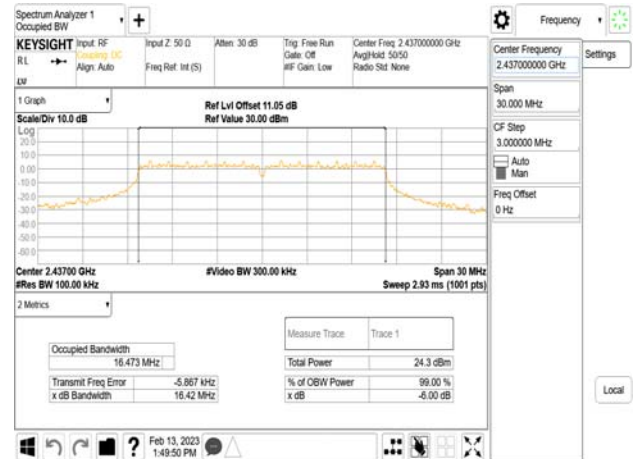 Spectrum Analyzer 1
Occupied BW
Frequency
KEYSIGHT Input: RF
Coupling: DC
Align: Auto
RL
Input Z: 50 Ω
Freq Ref: Int (S)
Atten: 30 dB
Trig: Free Run
Gate: Off
#IF Gain: Low
Center Freq: 2.437000000 GHz
Avg|Hold: 50/50
Radio Std: None
Center Frequency
2.437000000 GHz
Settings
Span
30.000 MHz
CF Step
3.000000 MHz
Auto
Man
Freq Offset
0 Hz
Local
1 Graph
Scale/Div 10.0 dB
Ref Lvl Offset 11.05 dB
Ref Value 30.00 dBm
Log
20.0
10.0
0.00
-10.0
-20.0
-30.0
-40.0
-50.0
-60.0
Center 2.43700 GHz
#Res BW 100.00 kHz
#Video BW 300.00 kHz
Span 30 MHz
Sweep 2.93 ms (1001 pts)
2 Metrics
Measure Trace Trace 1
Occupied Bandwidth
16.473 MHz
Total Power 24.3 dBm
Transmit Freq Error -5.867 kHz
% of OBW Power 99.00 %
x dB Bandwidth 16.42 MHz
x dB -6.00 dB
Feb 13, 2023
1:49:50 PM